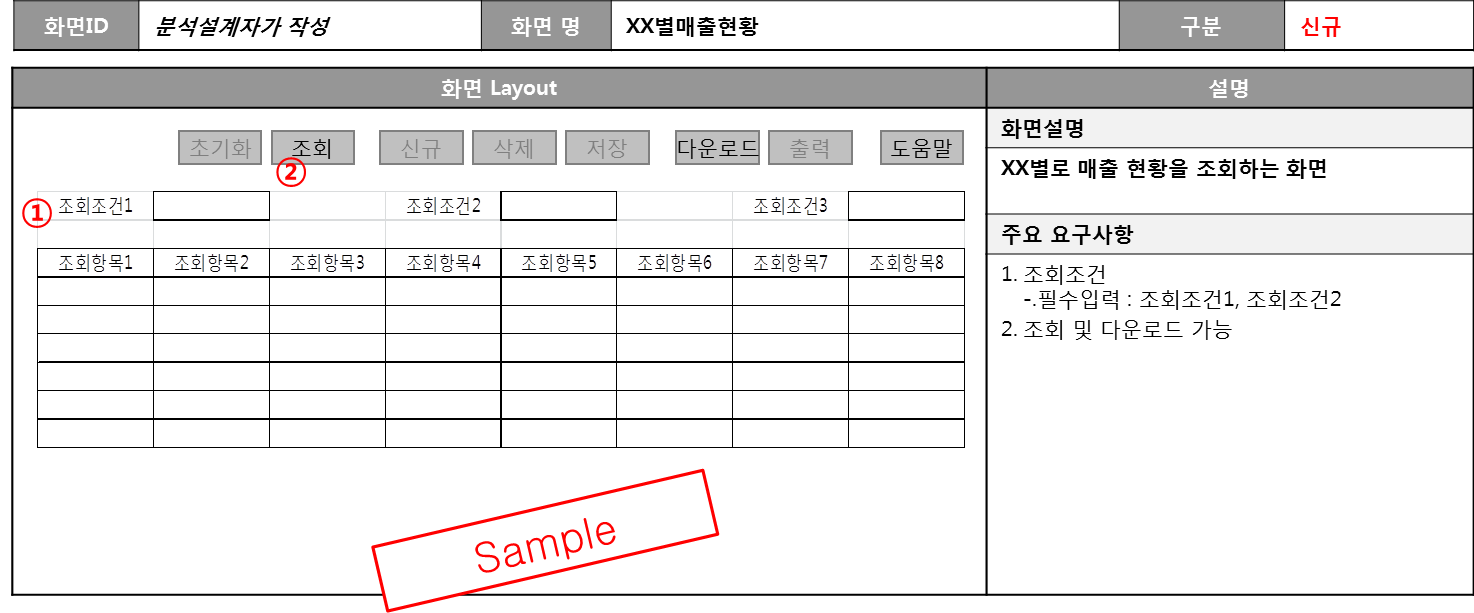 화면ID 분석설계자가 작성 화면 명 XX별매출현황 구분 신규
화면 Layout
초기화 조회 신규 삭제 저장 다운로드 출력 도움말
②
① 조회조건1 조회조건2 조회조건3
조회항목1 조회항목2 조회항목3 조회항목4 조회항목5 조회항목6 조회항목7 조회항목8
Sample
설명
화면설명
XX별로 매출 현황을 조회하는 화면
주요 요구사항
1. 조회조건
-.필수입력 : 조회조건1, 조회조건2
2. 조회 및 다운로드 가능